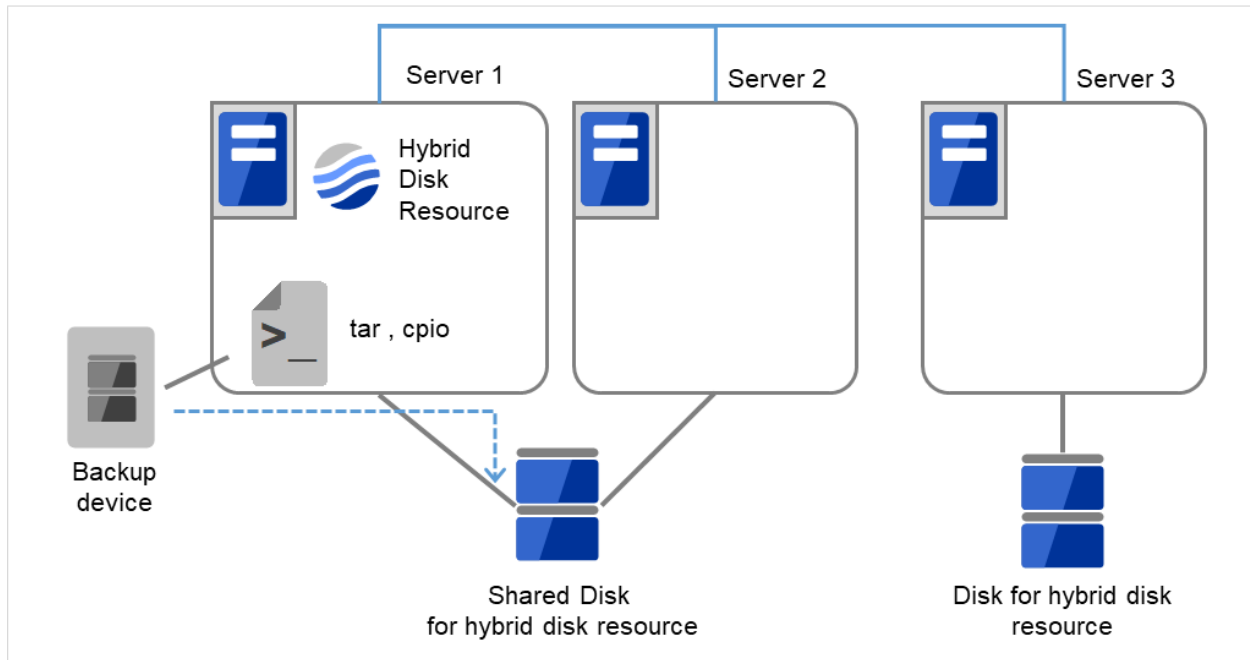 Server 1
Server 2
Server 3
Hybrid
Disk
Resource
>_
tar , cpio
Backup
device
Shared Disk
for hybrid disk resource
Disk for hybrid disk
resource